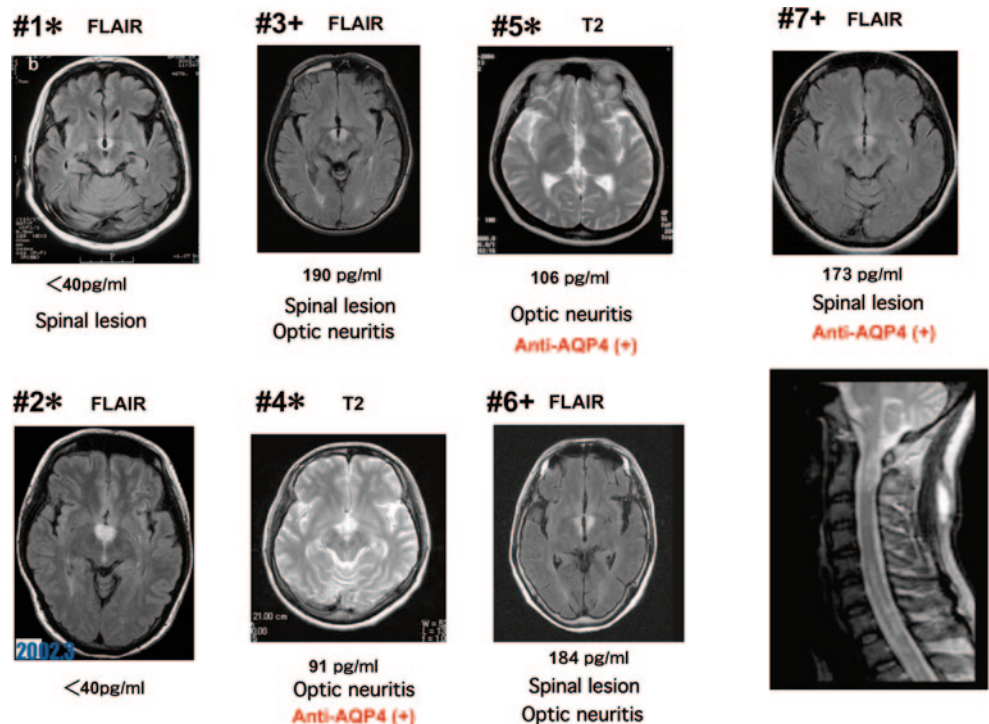 #1* FLAIR
b
<40pg/ml
Spinal lesion
#3+ FLAIR
190 pg/ml
Spinal lesion
Optic neuritis
#5* T2
106 pg/ml
Optic neuritis
Anti-AQP4 (+)
#7+ FLAIR
173 pg/ml
Spinal lesion
Anti-AQP4 (+)
#2* FLAIR
2002.3
<40pg/ml
#4* T2
21.00 cm
91 pg/ml
Optic neuritis
Anti-AQP4 (+)
#6+ FLAIR
184 pg/ml
Spinal lesion
Optic neuritis